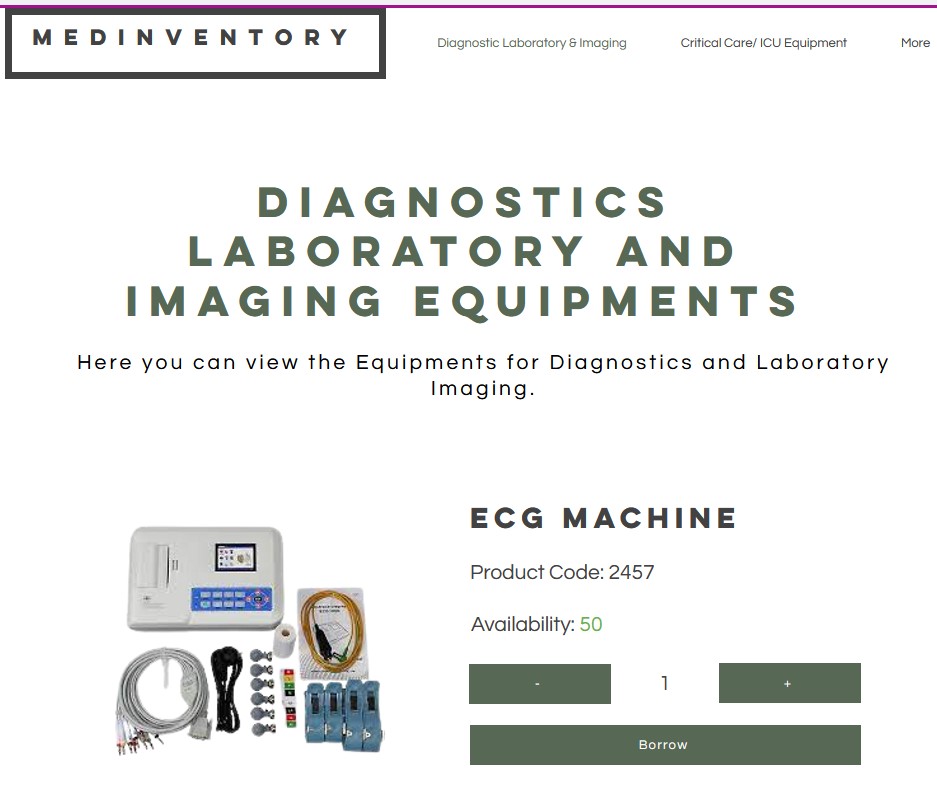 MEDINVENTORY
Diagnostic Laboratory & Imaging
Critical Care/ ICU Equipment
More
DIAGNOSTICS
LABORATORY AND
IMAGING EQUIPMENTS
Here you can view the Equipments for Diagnostics and Laboratory
Imaging.
ECG MACHINE
Product Code: 2457
Availability: 50
- 1 +
Borrow